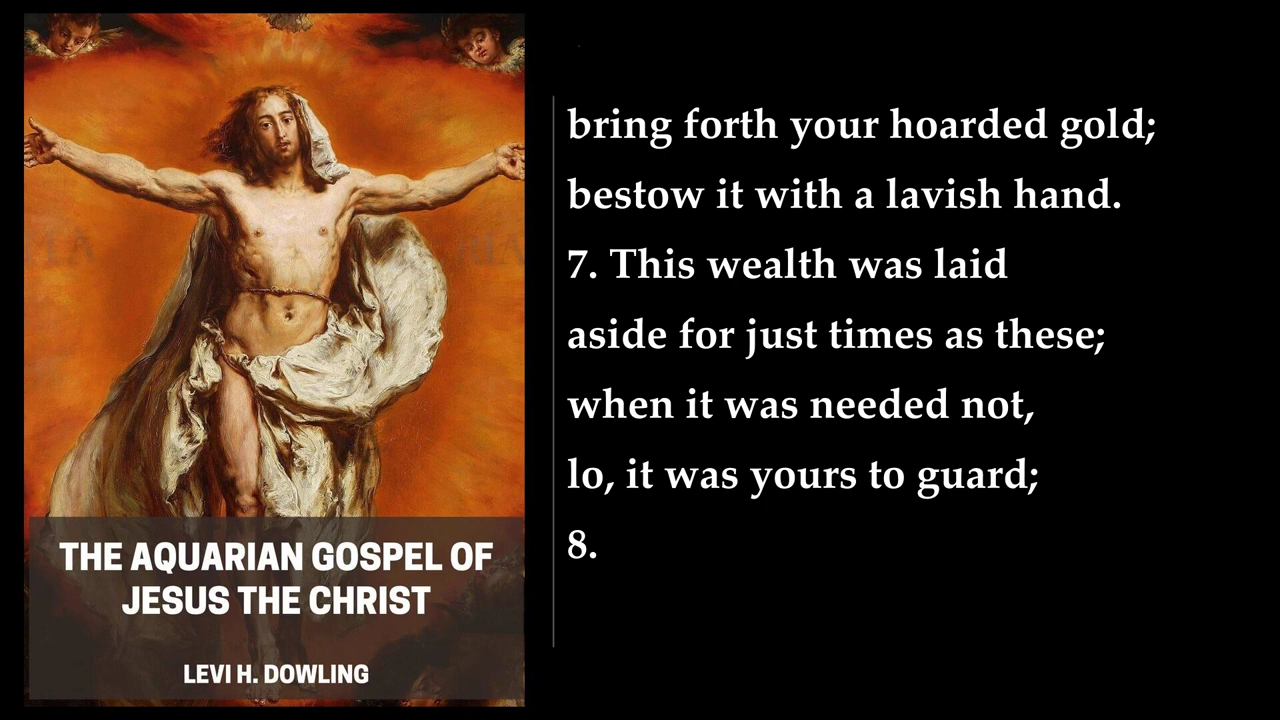 THE AQUARIAN GOSPEL OF
JESUS THE CHRIST
LEVI H. DOWLING
bring forth your hoarded gold;
bestow it with a lavish hand.
7. This wealth was laid
aside for just times as these;
when it was needed not,
lo, it was yours to guard;
8.